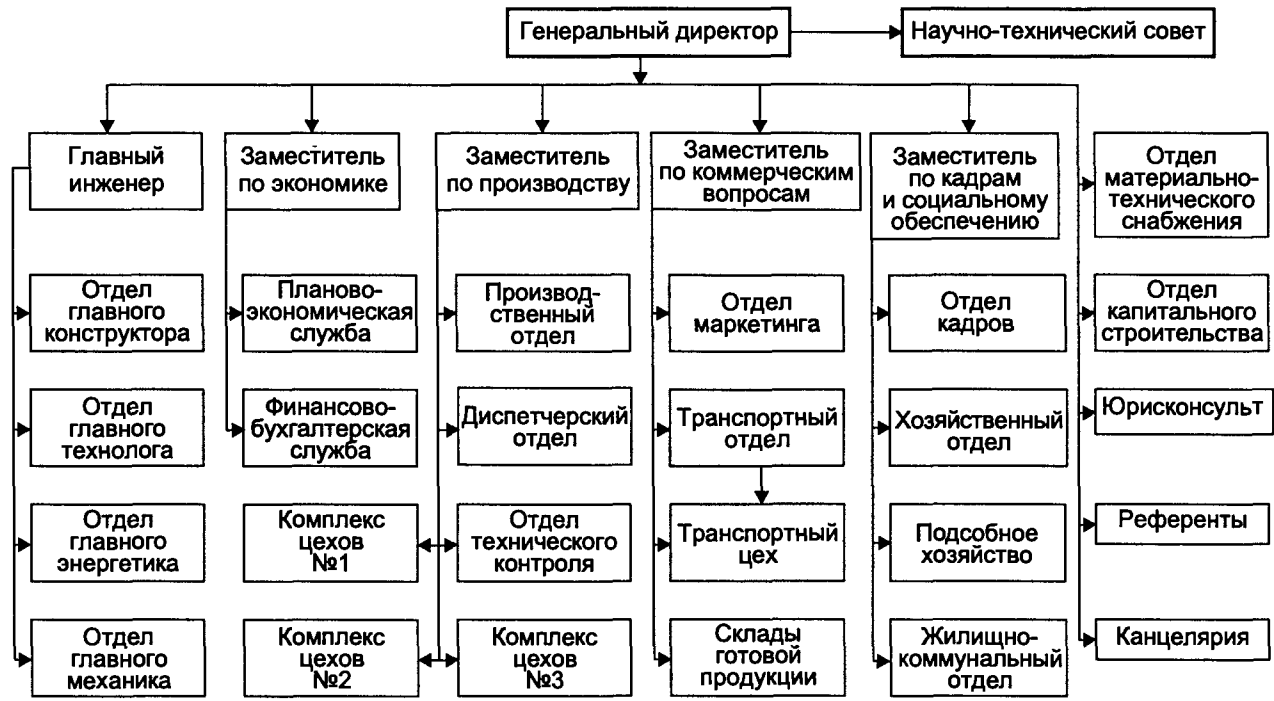 Генеральный директор
Научно-технический совет
Главный
инженер
Заместитель
по экономике
Заместитель
по производству
Заместитель
по коммерческим
вопросам
Заместитель
по кадрам
и социальному
обеспечению
Отдел
материально-
технического
снабжения
Отдел
главного
конструктора
Планово-
экономическая
служба
Производ-
ственный
отдел
Отдел
маркетинга
Отдел
кадров
Отдел
капитального
строительства
Отдел
главного
технолога
Финансово-
бухгалтерская
служба
Диспетчерский
отдел
Транспортный
отдел
Хозяйственный
отдел
Юрисконсульт
Отдел
главного
энергетика
Комплекс
цехов
№1
Отдел
технического
контроля
Транспортный
цех
Подсобное
хозяйство
Референты
Отдел
главного
механика
Комплекс
цехов
№2
Комплекс
цехов
№3
Склады
готовой
продукции
Жилищно-
коммунальный
отдел
Канцелярия